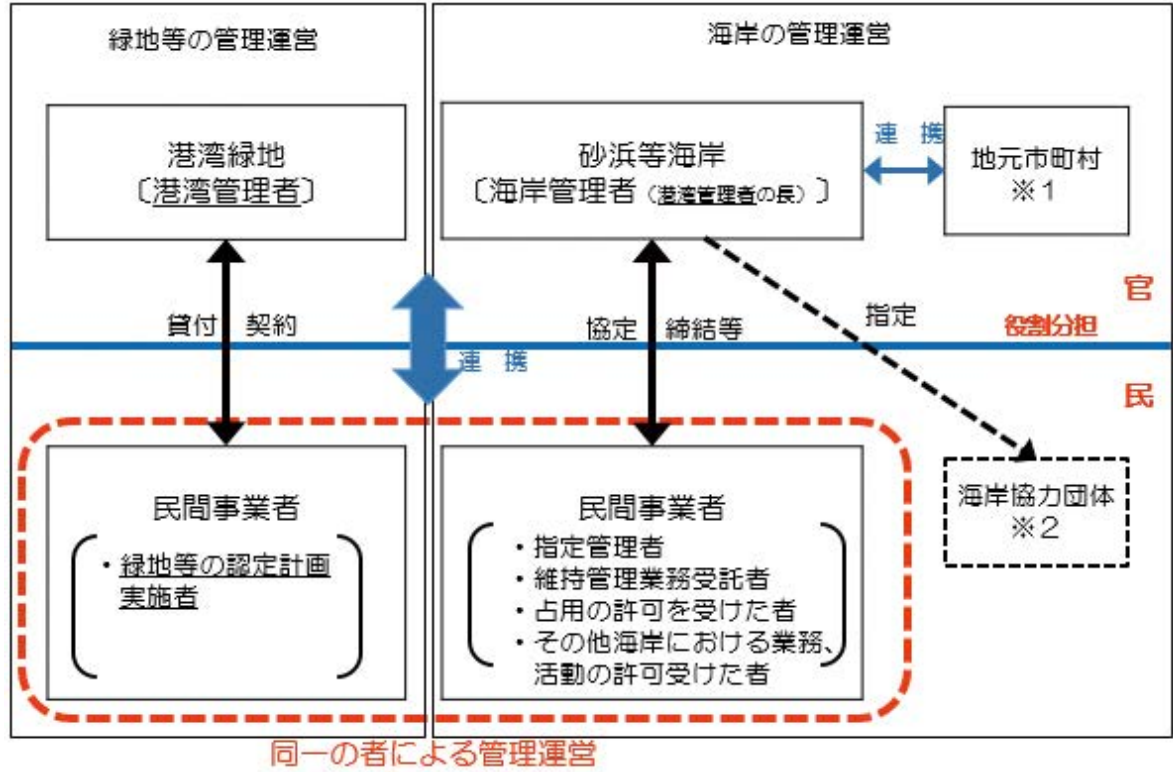 緑地等の管理運営
海岸の管理運営
港湾緑地
〔港湾管理者〕
砂浜等海岸
〔海岸管理者（港湾管理者の長）〕
連 携
地元市町村
※１
官
貸付 契約
協定 締結等
指定
役割分担
連 携
民
民間事業者
・緑地等の認定計画
実施者
民間事業者
・指定管理者
・維持管理業務受託者
・占用の許可を受けた者
・その他海岸における業務、
活動の許可受けた者
海岸協力団体
※２
同一の者による管理運営